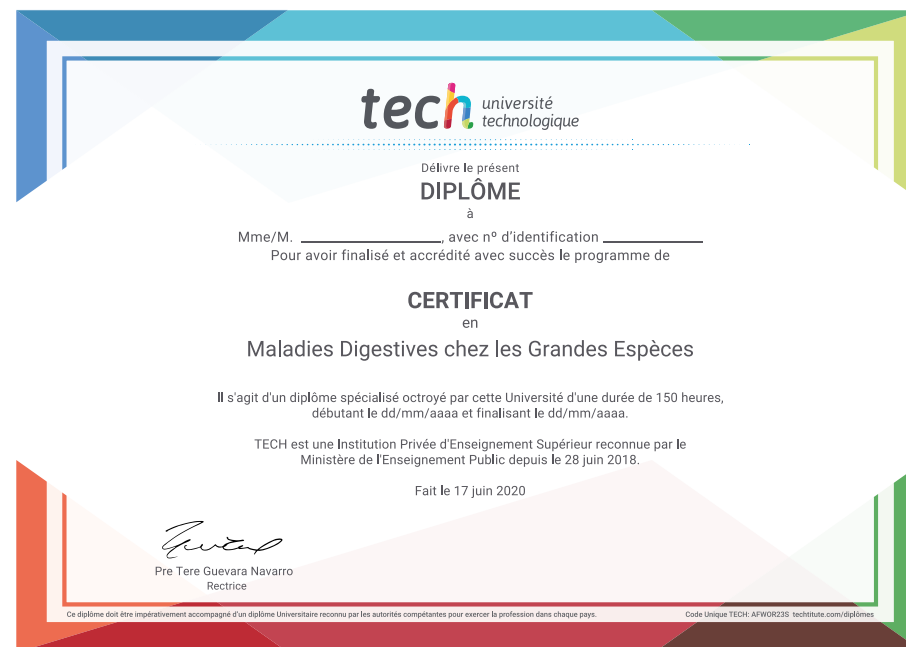 tech université
technologique
Délivre le présent
DIPLÔME
à
Mme/M. ____________________, avec nº d'identification ______________
Pour avoir finalisé et accrédité avec succès le programme de
CERTIFICAT
en
Maladies Digestives chez les Grandes Espèces
Il s'agit d'un diplôme spécialisé octroyé par cette Université d'une durée de 150 heures,
débutant le dd/mm/aaaa et finalisant le dd/mm/aaaa.
TECH est une Institution Privée d'Enseignement Supérieur reconnue par le
Ministère de l'Enseignement Public depuis le 28 juin 2018.
Fait le 17 juin 2020
Pre Tere Guevara Navarro
Rectrice
Ce diplôme doit être impérativement accompagné d'un diplôme Universitaire reconnu par les autorités compétantes pour exercer la profession dans chaque pays.
Code Unique TECH: AFWOR23S techtitute.com/diplômes